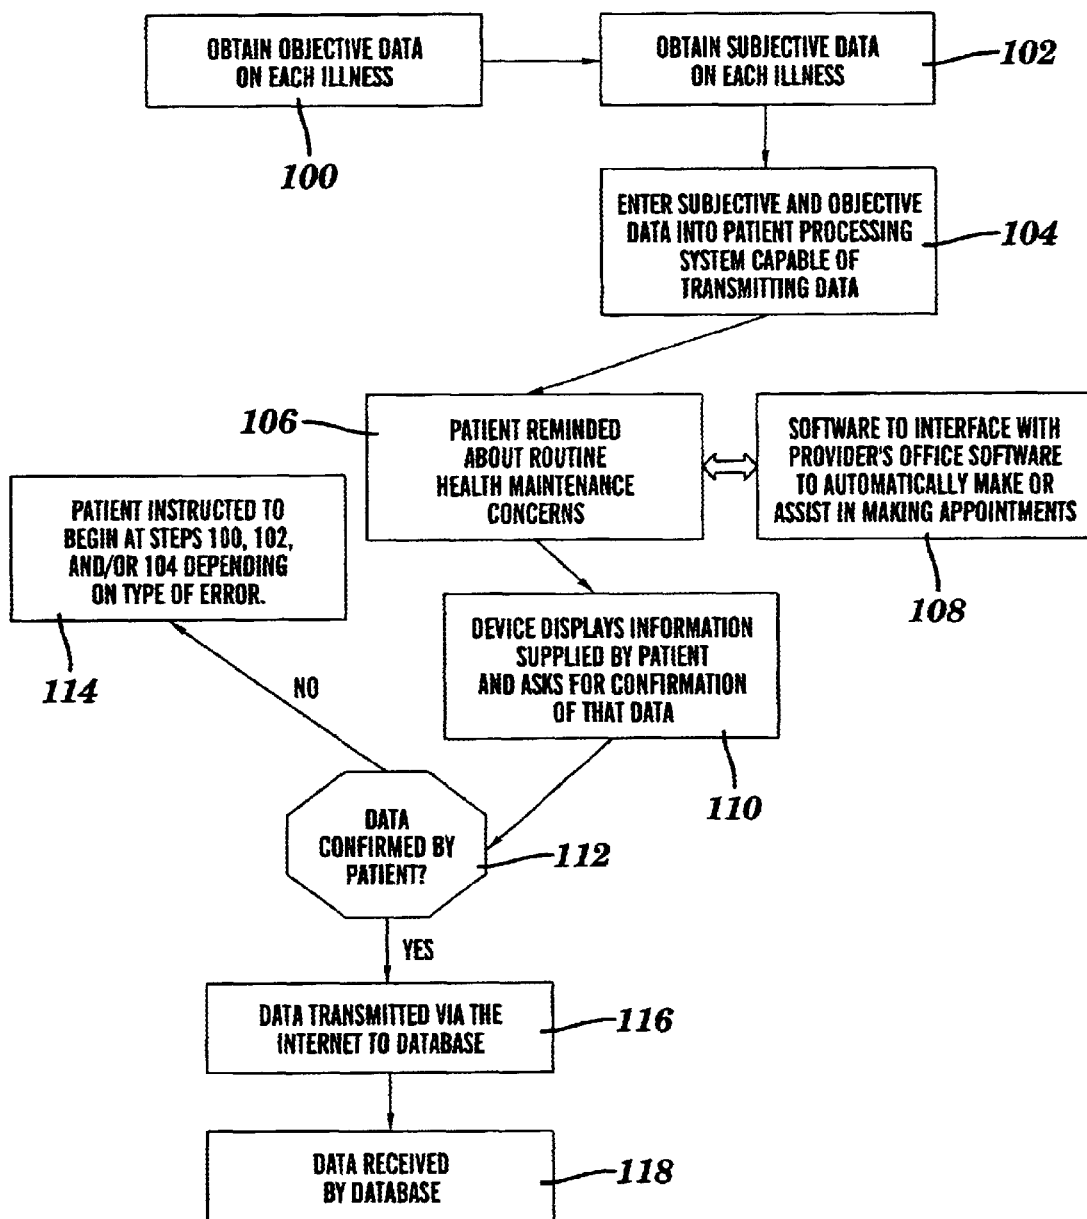 OBTAIN OBJECTIVE DATA
ON EACH ILLNESS
100
OBTAIN SUBJECTIVE DATA
ON EACH ILLNESS
102
ENTER SUBJECTIVE AND OBJECTIVE
DATA INTO PATIENT PROCESSING
SYSTEM CAPABLE OF
TRANSMITTING DATA
104
106
PATIENT REMINDED
ABOUT ROUTINE
HEALTH MAINTENANCE
CONCERNS
SOFTWARE TO INTERFACE WITH
PROVIDER'S OFFICE SOFTWARE
TO AUTOMATICALLY MAKE OR
ASSIST IN MAKING APPOINTMENTS
108
PATIENT INSTRUCTED TO
BEGIN AT STEPS 100, 102,
AND/OR 104 DEPENDING
ON TYPE OF ERROR.
114
DEVICE DISPLAYS INFORMATION
SUPPLIED BY PATIENT
AND ASKS FOR CONFIRMATION
OF THAT DATA
110
NO
DATA
CONFIRMED BY
PATIENT?
112
YES
DATA TRANSMITTED VIA THE
INTERNET TO DATABASE
116
DATA RECEIVED
BY DATABASE
118